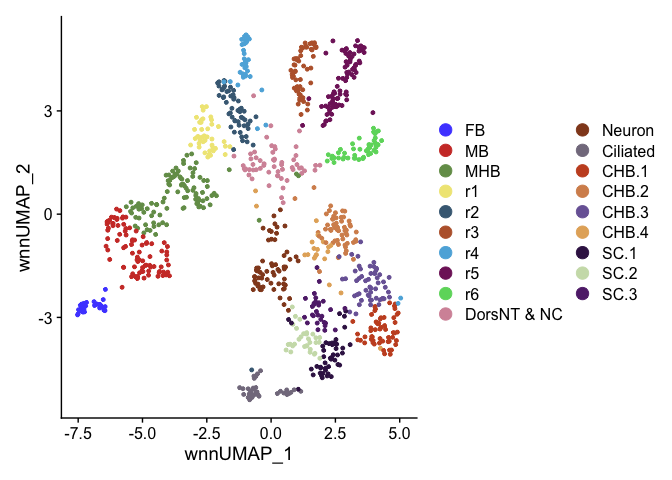 3
0
-3
wnnUMAP_2
-7.5 -5.0 -2.5 0.0 2.5 5.0
wnnUMAP_1
FB
MB
MHB
r1
r2
r3
r4
r5
r6
DorsNT & NC
Neuron
Ciliated
CHB.1
CHB.2
CHB.3
CHB.4
SC.1
SC.2
SC.3